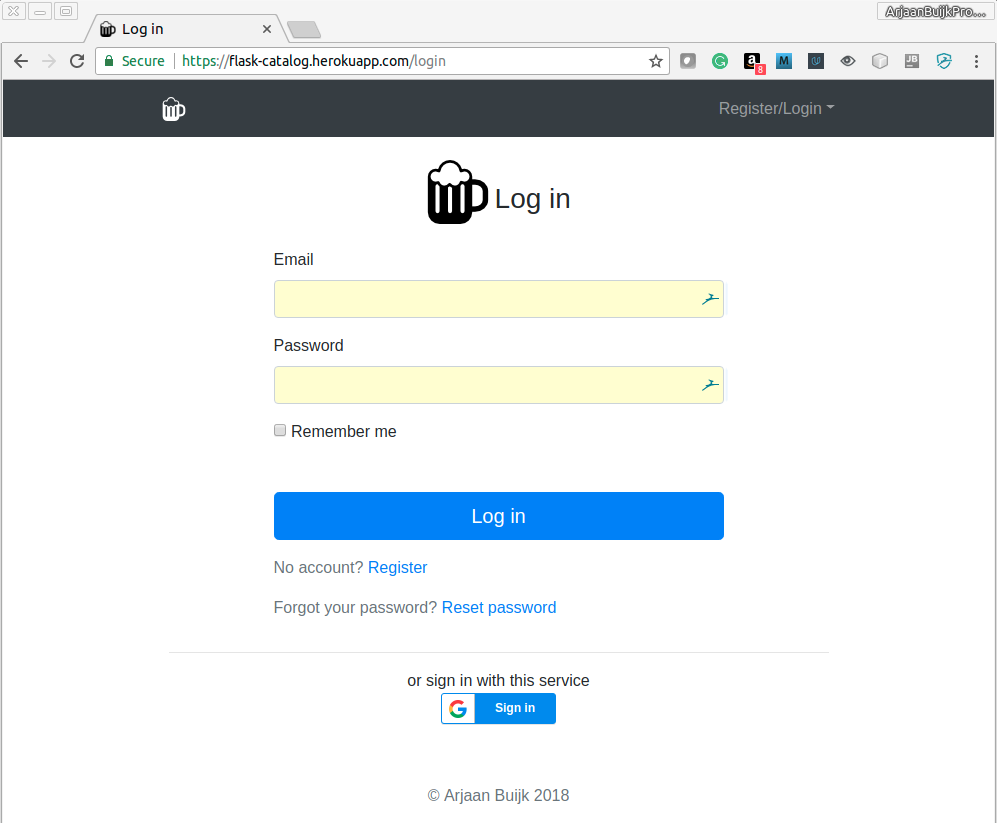 Log in
ArjaanBuijkPro...
Secure
https://flask-catalog.herokuapp.com/login
a
8
M
U
JB
Register/Login
Log in
Email
Password
Remember me
Log in
No account? Register
Forgot your password? Reset password
or sign in with this service
G Sign in
© Arjaan Buijk 2018